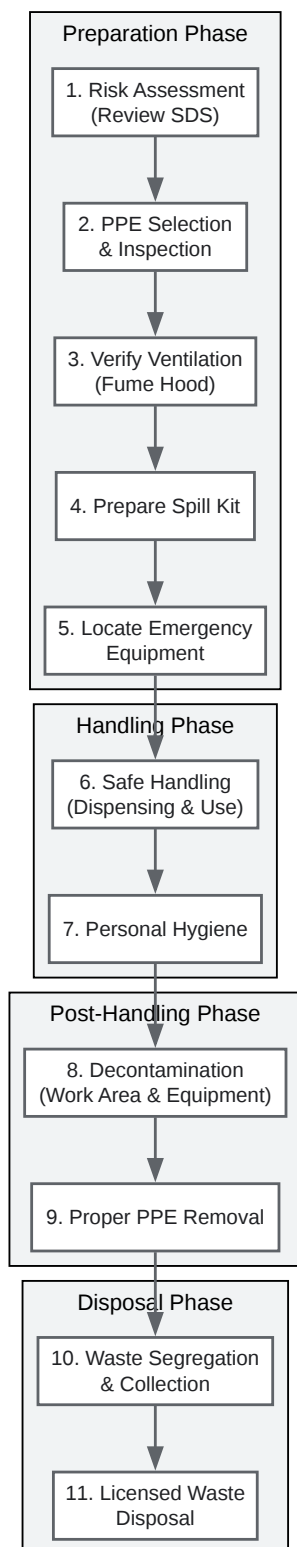 Preparation Phase
1. Risk Assessment
(Review SDS)
2. PPE Selection
& Inspection
3. Verify Ventilation
(Fume Hood)
4. Prepare Spill Kit
5. Locate Emergency
Equipment
Handling Phase
6. Safe Handling
(Dispensing & Use)
7. Personal Hygiene
Post-Handling Phase
8. Decontamination
(Work Area & Equipment)
9. Proper PPE Removal
Disposal Phase
10. Waste Segregation
& Collection
11. Licensed Waste
Disposal